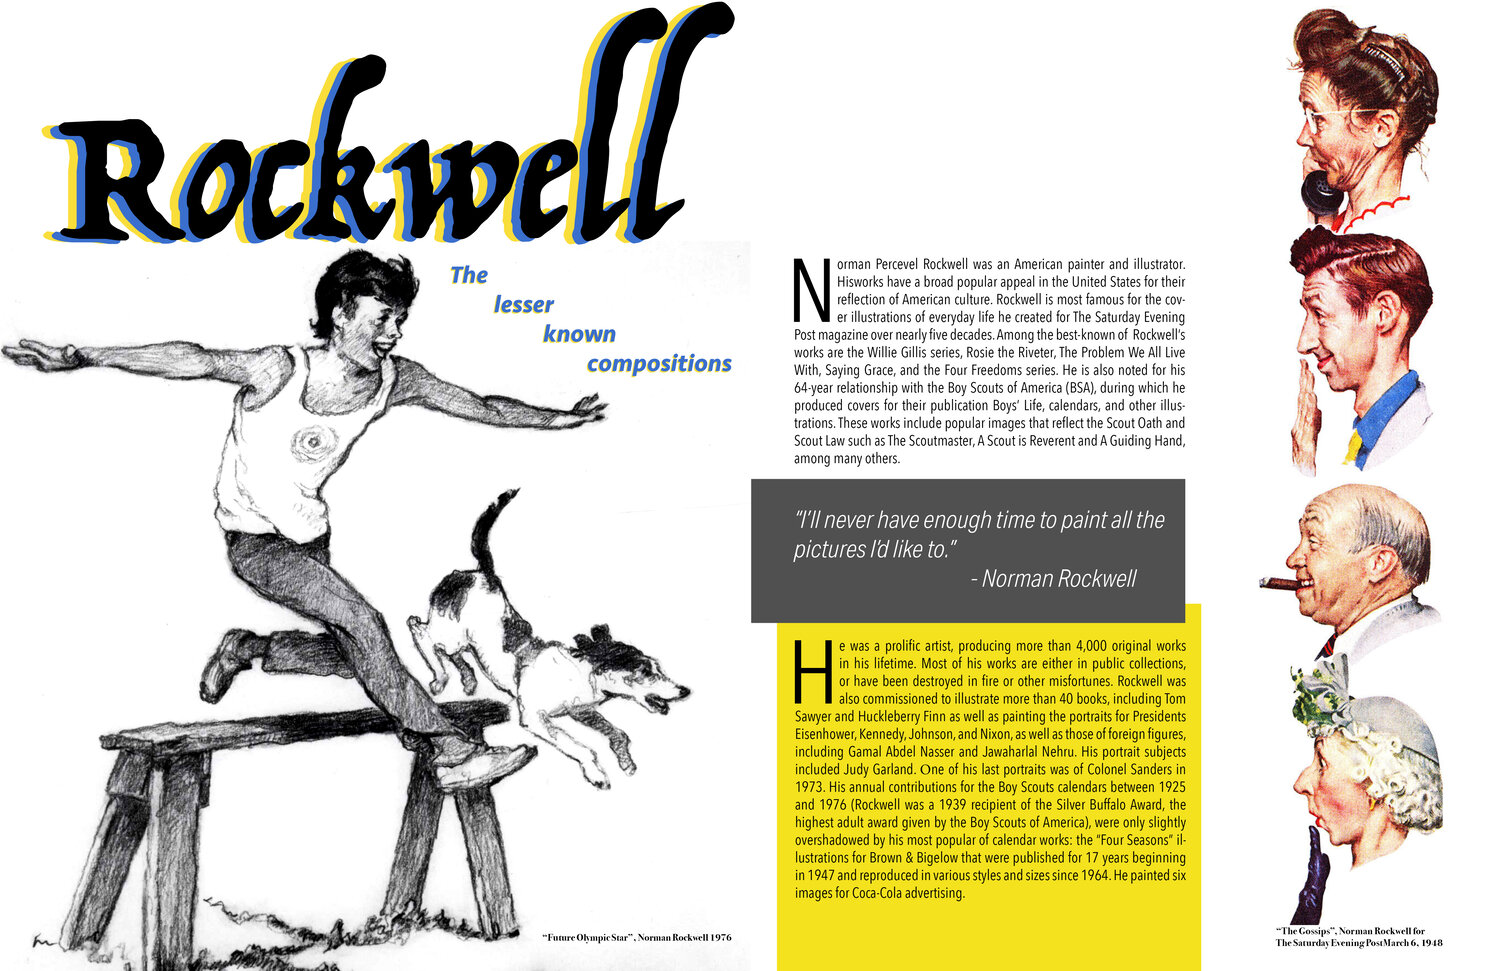 Rockwell
The
lesser
known
compositions
"Future Olympic Star", Norman Rockwell 1976
Norman Percevel Rockwell was an American painter and illustrator.
Hisworks have a broad popular appeal in the United States for their
reflection of American culture. Rockwell is most famous for the cov-
er illustrations of everyday life he created for The Saturday Evening
Post magazine over nearly five decades. Among the best-known of Rockwell's
works are the Willie Gillis series, Rosie the Riveter, The Problem We All Live
With, Saying Grace, and the Four Freedoms series. He is also noted for his
64-year relationship with the Boy Scouts of America (BSA), during which he
produced covers for their publication Boys' Life, calendars, and other illus-
trations. These works include popular images that reflect the Scout Oath and
Scout Law such as The Scoutmaster, A Scout is Reverent and A Guiding Hand,
among many others.
"I'll never have enough time to paint all the
pictures I'd like to."
- Norman Rockwell
He was a prolific artist, producing more than 4,000 original works
in his lifetime. Most of his works are either in public collections,
or have been destroyed in fire or other misfortunes. Rockwell was
also commissioned to illustrate more than 40 books, including Tom
Sawyer and Huckleberry Finn as well as painting the portraits for Presidents
Eisenhower, Kennedy, Johnson, and Nixon, as well as those of foreign figures,
including Gamal Abdel Nasser and Jawaharlal Nehru. His portrait subjects
included Judy Garland. One of his last portraits was of Colonel Sanders in
1973. His annual contributions for the Boy Scouts calendars between 1925
and 1976 (Rockwell was a 1939 recipient of the Silver Buffalo Award, the
highest adult award given by the Boy Scouts of America), were only slightly
overshadowed by his most popular of calendar works: the "Four Seasons" il-
lustrations for Brown & Bigelow that were published for 17 years beginning
in 1947 and reproduced in various styles and sizes since 1964. He painted six
images for Coca-Cola advertising.
"The Gossips", Norman Rockwell for
The Saturday Evening PostMarch 6, 1948